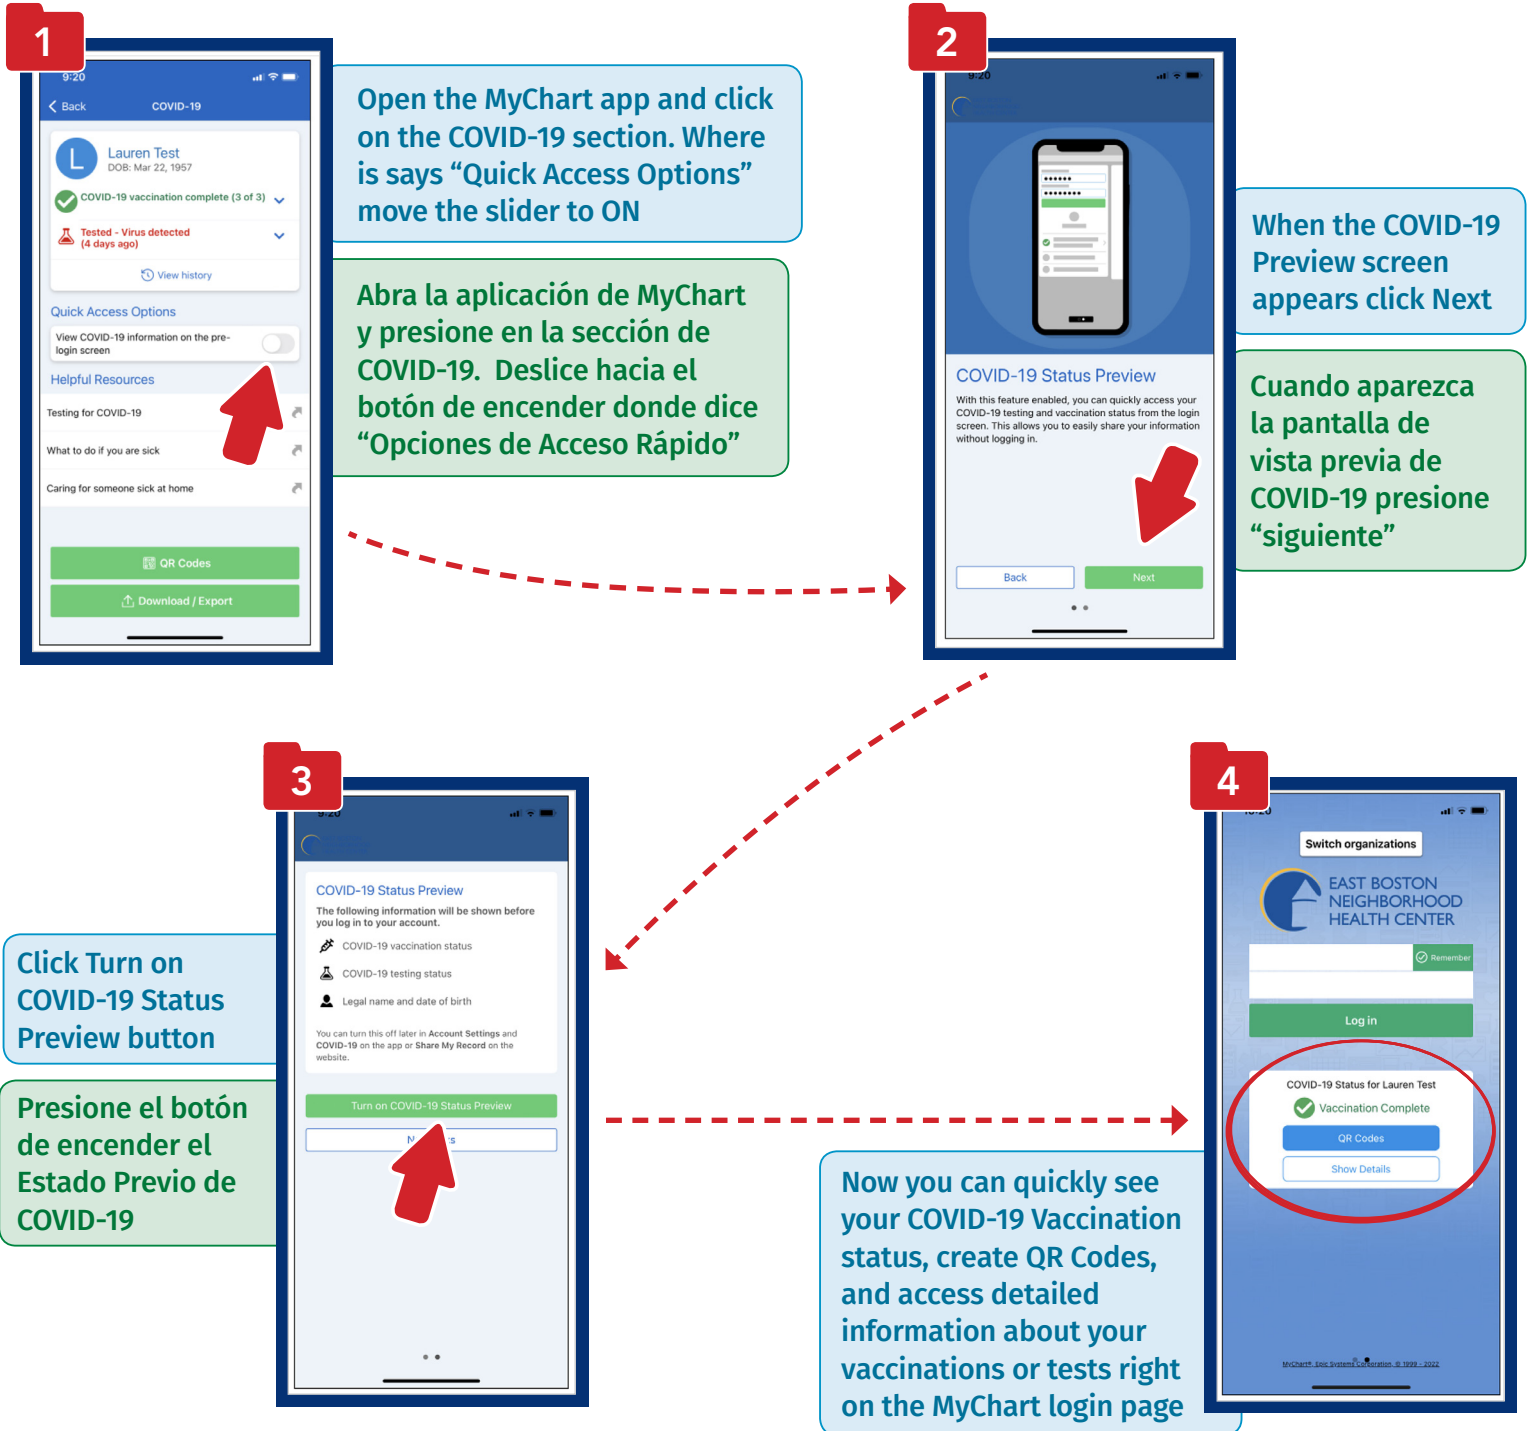 1
9:20
Back
COVID-19
L
Lauren Test
DOB: Mar 22, 1957
COVID-19 vaccination complete (3 of 3)
Tested - Virus detected
(4 days ago)
View history
Quick Access Options
View COVID-19 information on the pre-
login screen
Helpful Resources
Testing for COVID-19
What to do if you are sick
Caring for someone sick at home
QR Codes
Download / Export
Open the MyChart app and click
on the COVID-19 section. Where
is says “Quick Access Options”
move the slider to ON
Abra la aplicación de MyChart
y presione en la sección de
COVID-19. Deslice hacia el
botón de encender donde dice
“Opciones de Acceso Rápido”
2
9:20
COVID-19 Status Preview
With this feature enabled, you can quickly access your
COVID-19 testing and vaccination status from the login
screen. This allows you to easily share your information
without logging in.
Back
Next
When the COVID-19
Preview screen
appears click Next
Cuando aparezca
la pantalla de
vista previa de
COVID-19 presione
“siguiente”
3
9:20
COVID-19 Status Preview
The following information will be shown before
you log in to your account.
COVID-19 vaccination status
COVID-19 testing status
Legal name and date of birth
You can turn this off later in Account Settings and
COVID-19 on the app or Share My Record on the
website.
Turn on COVID-19 Status Preview
Click Turn on
COVID-19 Status
Preview button
Presione el botón
de encender el
Estado Previo de
COVID-19
4
Switch organizations
EAST BOSTON
NEIGHBORHOOD
HEALTH CENTER
Remember
Log in
COVID-19 Status for Lauren Test
Vaccination Complete
QR Codes
Show Details
MyChart®, Epic Systems Corporation, © 1999 - 2022
Now you can quickly see
your COVID-19 Vaccination
status, create QR Codes,
and access detailed
information about your
vaccinations or tests right
on the MyChart login page